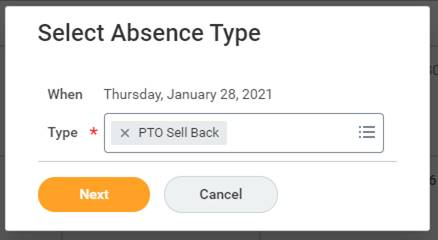 Select Absence Type
When Thursday, January 28, 2021
Type * × PTO Sell Back
Next Cancel